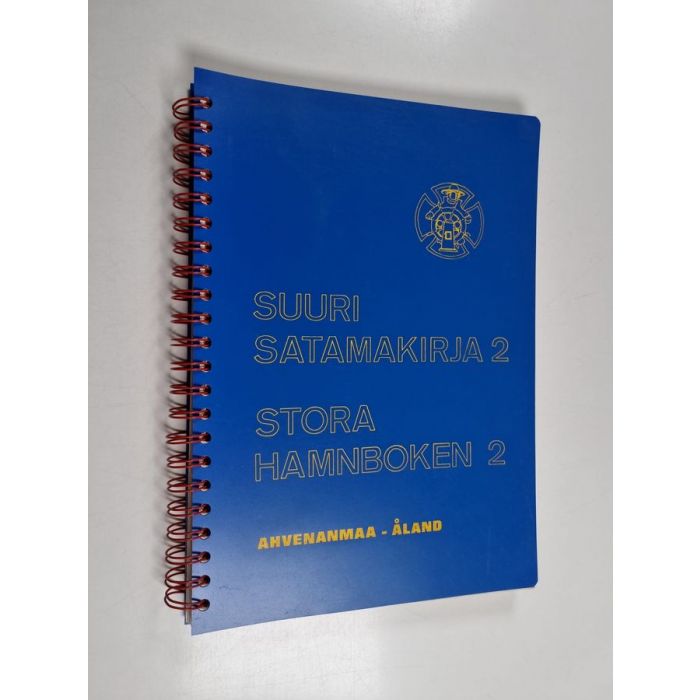 SUURI
SATAMAKIRJA 2
STORA
HAMNBOKEN 2
AHVENANMAA - ÅLAND